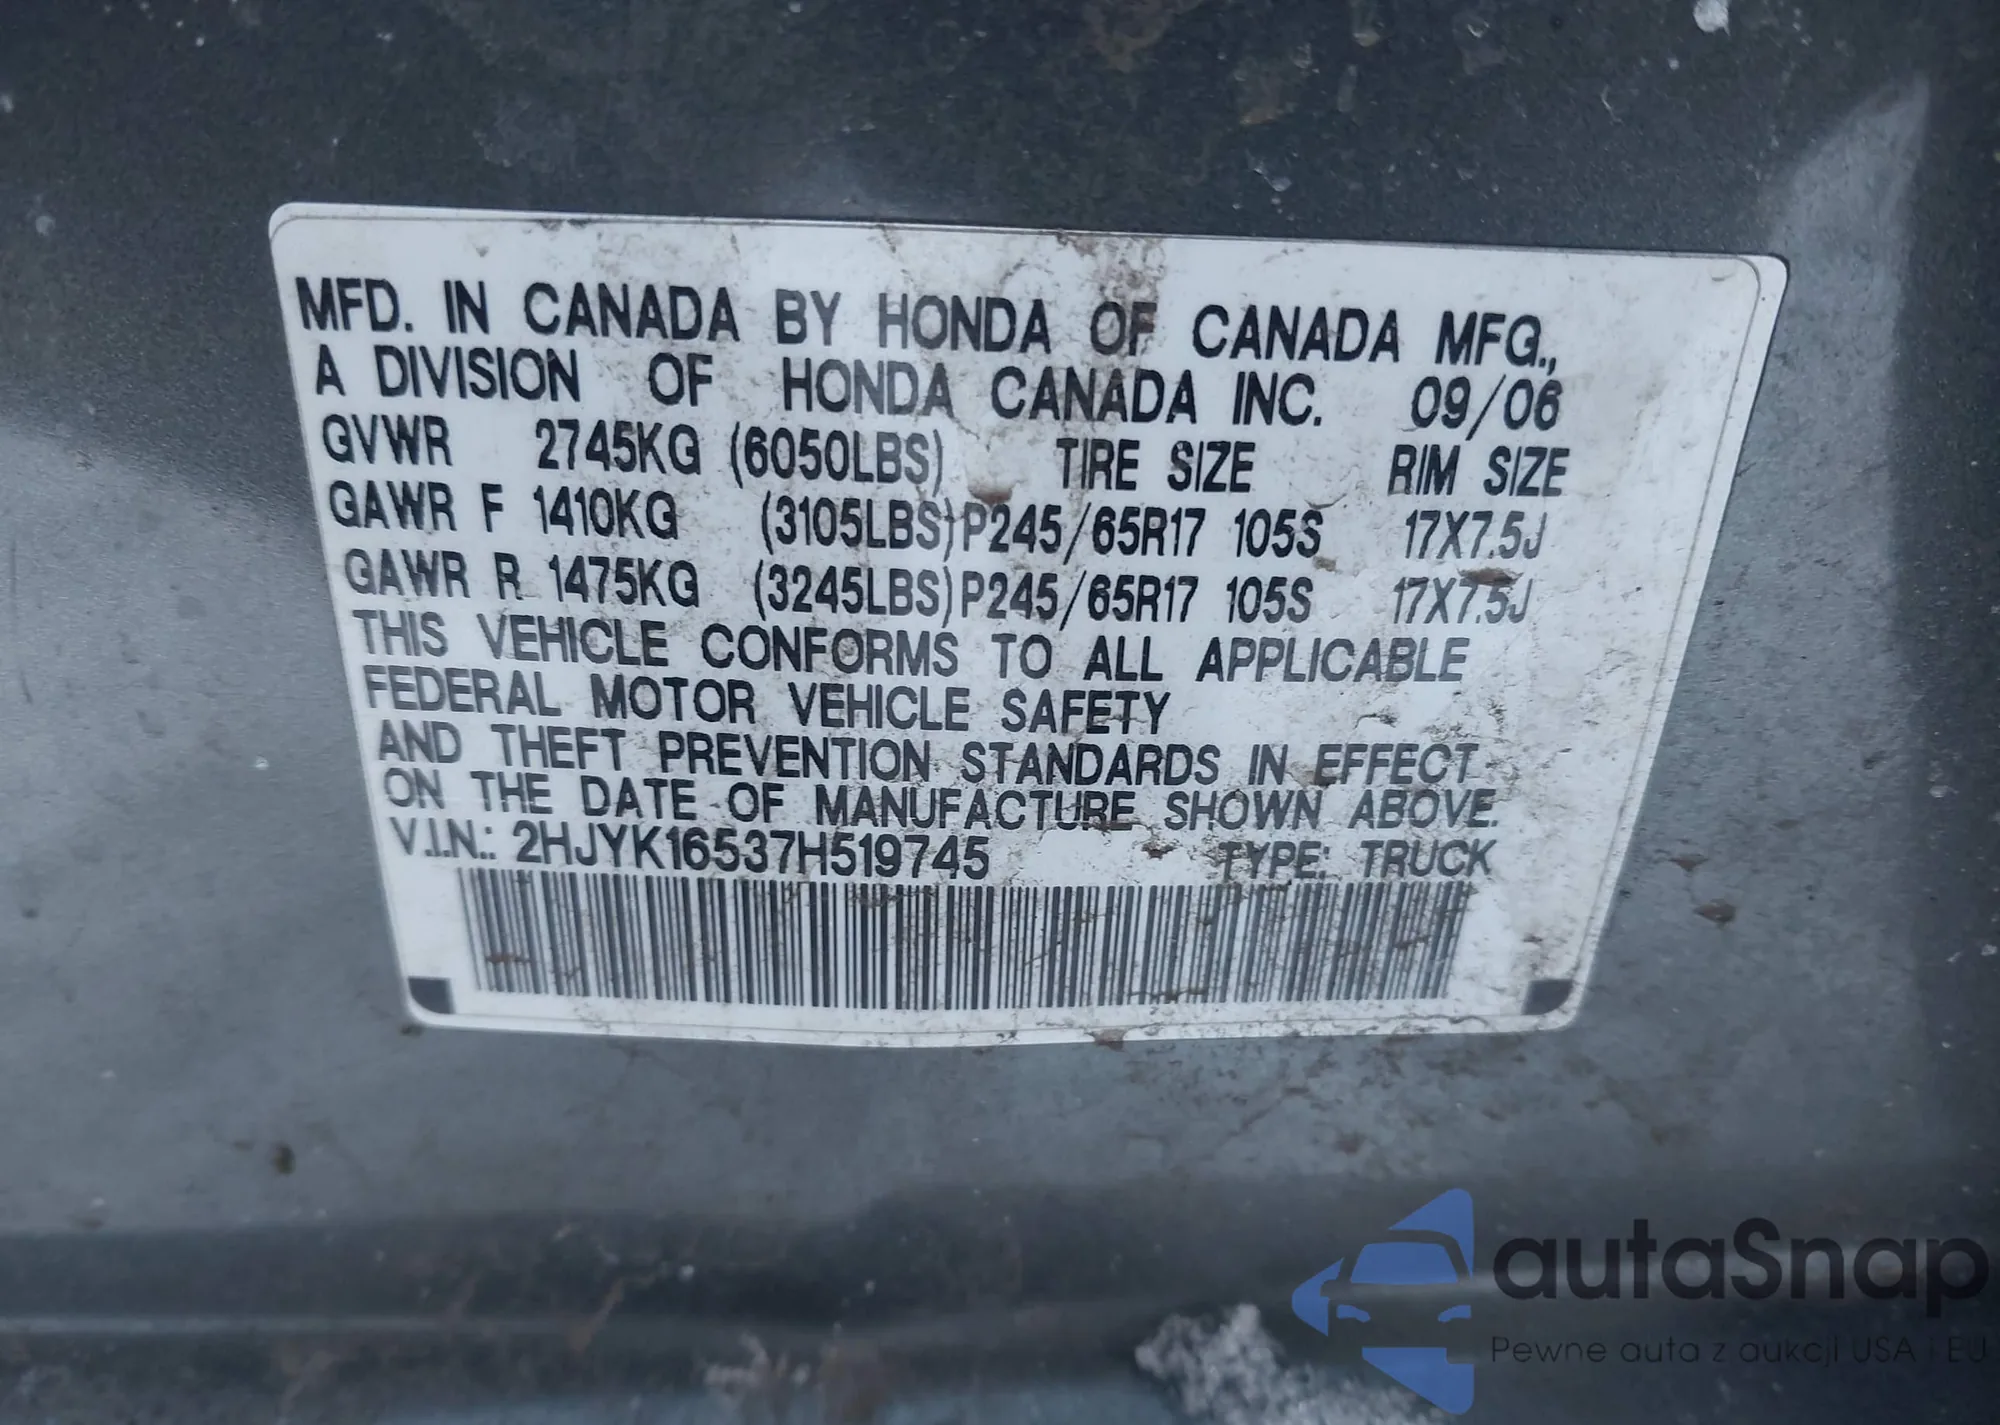 MFD. IN CANADA BY HONDA OF CANADA MFG.,
A DIVISION OF HONDA CANADA INC. 09/06
GVWR 2745KG (6050LBS) TIRE SIZE RIM SIZE
GAWR F 1410KG (3105LBS) P245/65R17 105S 17X7.5J
GAWR R 1475KG (3245LBS) P245/65R17 105S 17X7.5J
THIS VEHICLE CONFORMS TO ALL APPLICABLE
FEDERAL MOTOR VEHICLE SAFETY
AND THEFT PREVENTION STANDARDS IN EFFECT
ON THE DATE OF MANUFACTURE SHOWN ABOVE.
V.I.N.: 2HJYK16537H519745 TYPE: TRUCK
autaSnap
Pewne auta z aukcji USA i EU